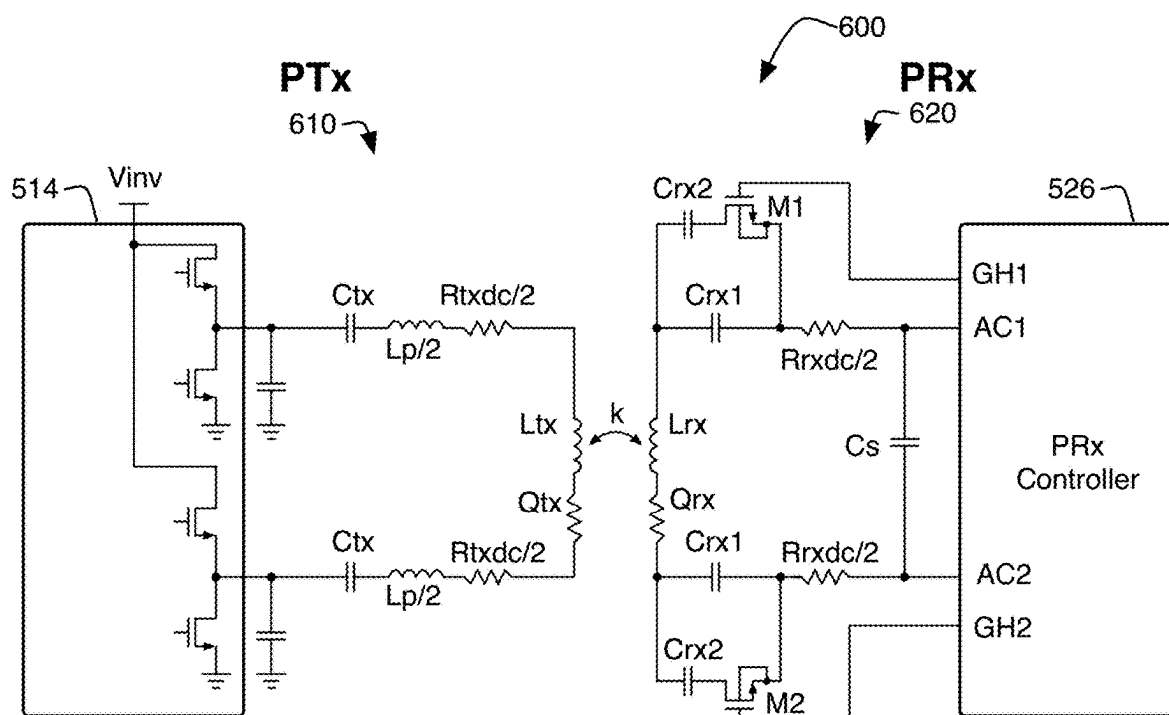 600
PTx
PRx
610
620
514
Vinv
Crx2
M1
526
GH1
Ctx
Rtxdc/2
Crx1
AC1
Lp/2
Rrxdc/2
k
Ltx
Lrx
Cs
PRx
Controller
Qtx
Qrx
Ctx
Rtxdc/2
Crx1
Rrxdc/2
AC2
Lp/2
GH2
Crx2
M2